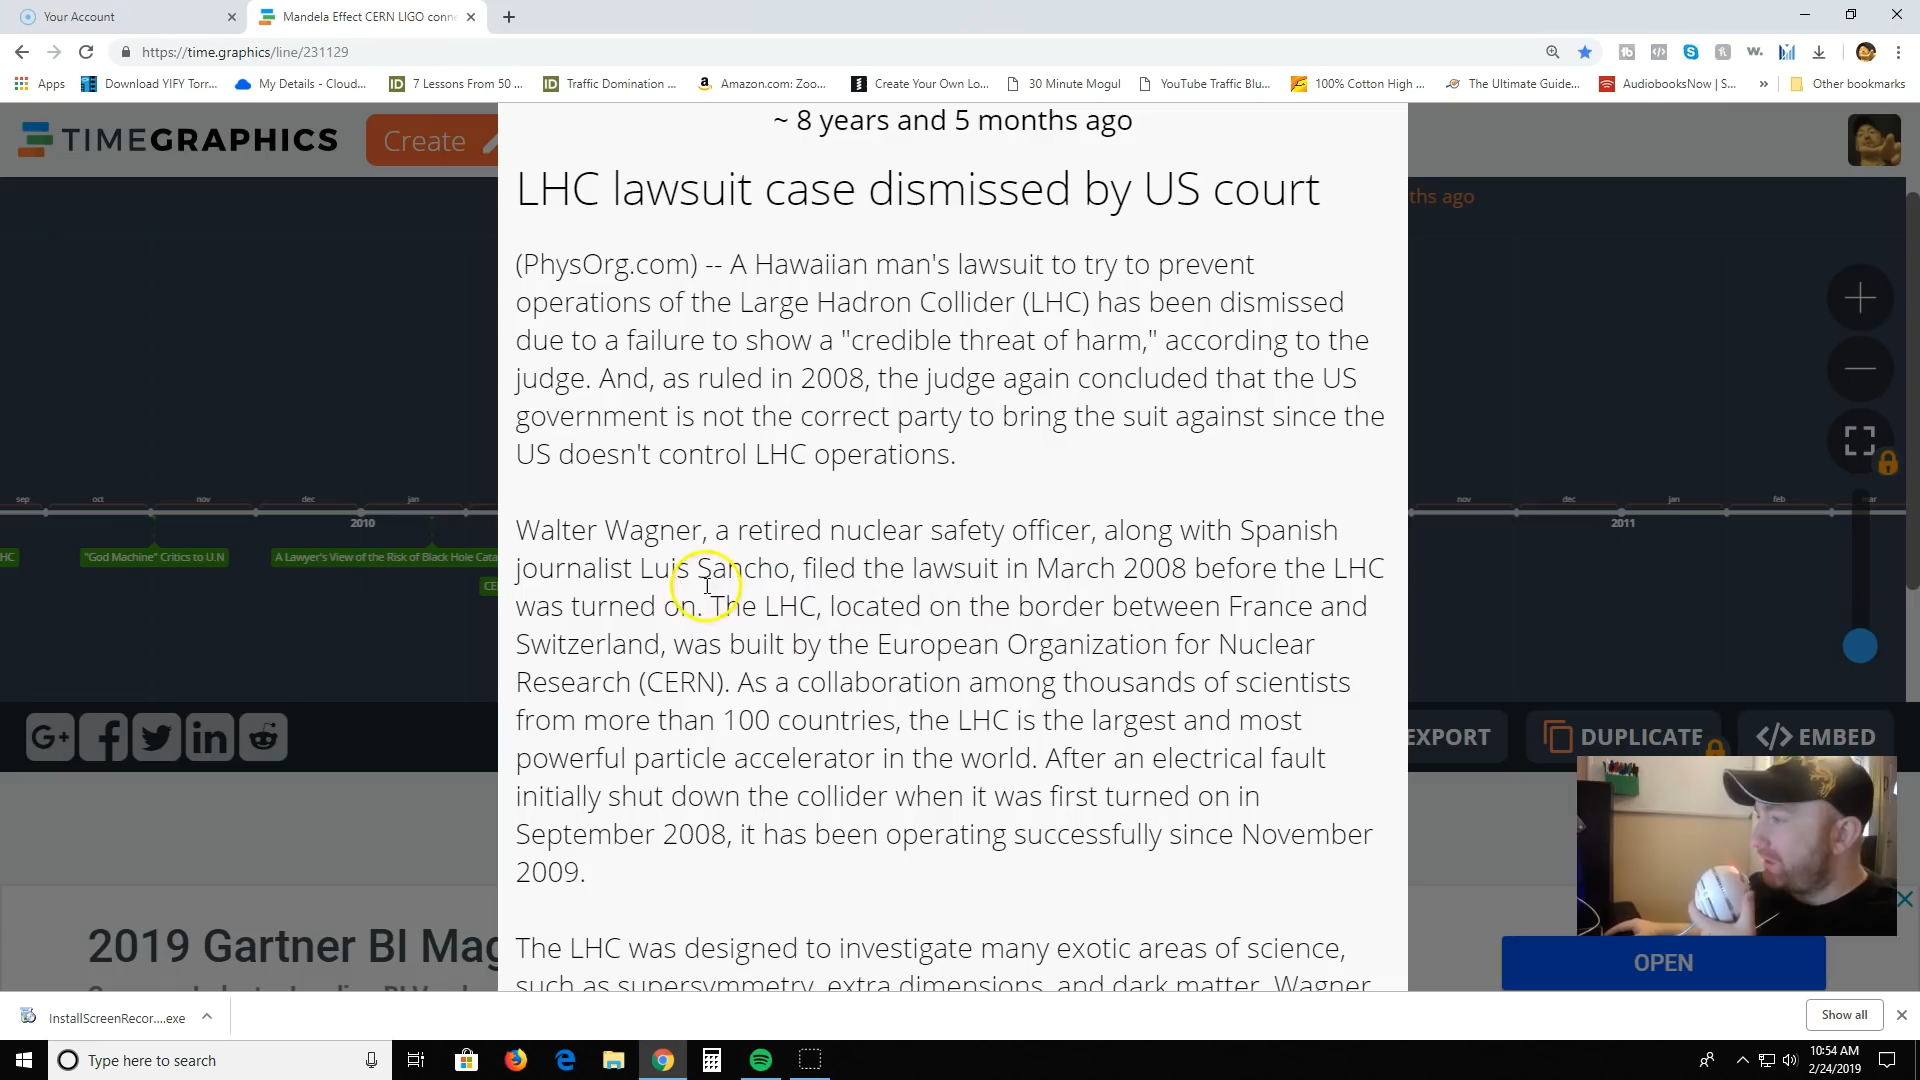 Your Account
Mandela Effect CERN LIGO conne
https://time.graphics/line/231129
Apps
Download YIFY Torr...
My Details - Cloud...
7 Lessons From 50 ...
Traffic Domination ...
Amazon.com: Zoo...
Create Your Own Lo...
30 Minute Mogul
YouTube Traffic Blu...
100% Cotton High ...
The Ultimate Guide...
AudiobooksNow | S...
Other bookmarks
TIMEGRAPHICS
Create
~ 8 years and 5 months ago
ths ago
LHC lawsuit case dismissed by US court
(PhysOrg.com) -- A Hawaiian man's lawsuit to try to prevent
operations of the Large Hadron Collider (LHC) has been dismissed
due to a failure to show a "credible threat of harm," according to the
judge. And, as ruled in 2008, the judge again concluded that the US
government is not the correct party to bring the suit against since the
US doesn't control LHC operations.
sep oct nov dec jan
2010
nov dec jan feb mar
2011
HC
"God Machine" Critics to U.N
A Lawyer's View of the Risk of Black Hole Cata
CE
Walter Wagner, a retired nuclear safety officer, along with Spanish
journalist Luis Sancho, filed the lawsuit in March 2008 before the LHC
was turned on. The LHC, located on the border between France and
Switzerland, was built by the European Organization for Nuclear
Research (CERN). As a collaboration among thousands of scientists
from more than 100 countries, the LHC is the largest and most
powerful particle accelerator in the world. After an electrical fault
initially shut down the collider when it was first turned on in
September 2008, it has been operating successfully since November
2009.
The LHC was designed to investigate many exotic areas of science,
such as supersymmetry, extra dimensions, and dark matter. Wagner
EXPORT
DUPLICATE
EMBED
2019 Gartner BI Mag
OPEN
InstallScreenRecor....exe
Show all
Type here to search
10:54 AM
2/24/2019